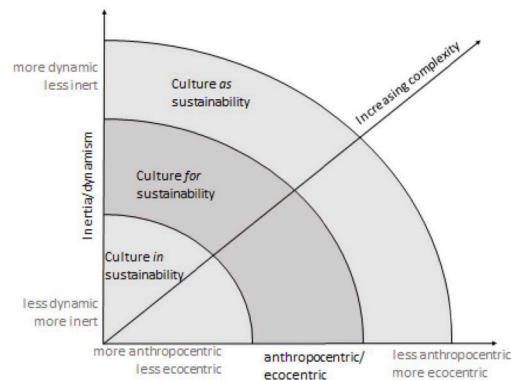 more dynamic
less inert
Culture as
sustainability
Increasing complexity
Inertia/dynamism
Culture for
sustainability
Culture in
sustainability
less dynamic
more inert
more anthropocentric
less ecocentric
anthropocentric/
ecocentric
less anthropocentric
more ecocentric